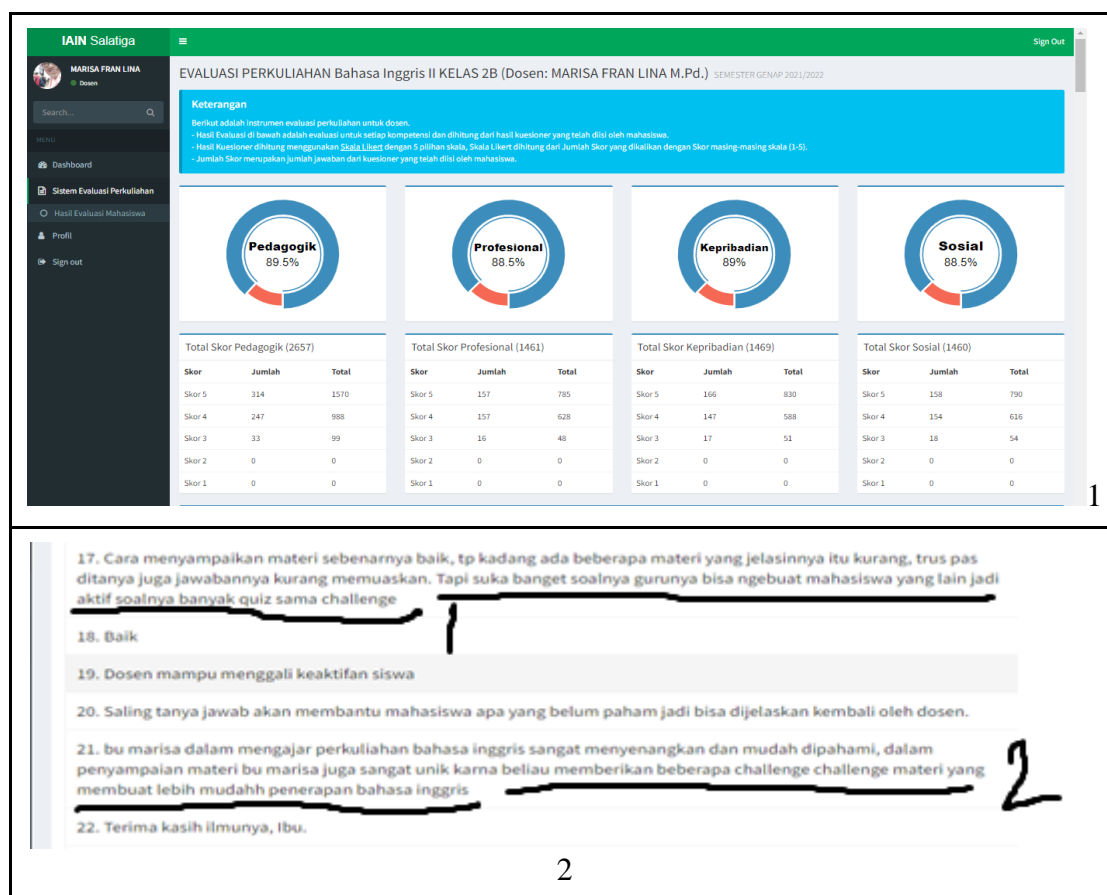 IAIN Salatiga
Sign Out
MARISA FRAN LINA
Dosen
Search...
MENU
Dashboard
Sistem Evaluasi Perkuliahan
Hasil Evaluasi Mahasiswa
Profil
Sign out
EVALUASI PERKULIAHAN Bahasa Inggris II KELAS 2B (Dosen: MARISA FRAN LINA M.Pd.) SEMESTER GENAP 2021/2022
Keterangan
Berikut adalah instrumen evaluasi perkuliahan untuk dosen.
- Hasil Evaluasi di bawah adalah evaluasi untuk setiap kompetensi dan dihitung dari hasil kuesioner yang telah diisi oleh mahasiswa.
- Hasil Kuesioner dihitung menggunakan Skala Likert dengan 5 pilihan skala, Skala Likert dihitung dari Jumlah Skor yang dikalikan dengan Skor masing-masing skala (1-5).
- Jumlah Skor merupakan jumlah jawaban dari kuesioner yang telah diisi oleh mahasiswa.
Pedagogik
89.5%
Profesional
88.5%
Kepribadian
89%
Sosial
88.5%
Total Skor Pedagogik (2657)
Skor Jumlah Total
Skor 5 314 1570
Skor 4 247 988
Skor 3 33 99
Skor 2 0 0
Skor 1 0 0
Total Skor Profesional (1461)
Skor Jumlah Total
Skor 5 157 785
Skor 4 157 628
Skor 3 16 48
Skor 2 0 0
Skor 1 0 0
Total Skor Kepribadian (1469)
Skor Jumlah Total
Skor 5 166 830
Skor 4 147 588
Skor 3 17 51
Skor 2 0 0
Skor 1 0 0
Total Skor Sosial (1460)
Skor Jumlah Total
Skor 5 158 790
Skor 4 154 616
Skor 3 18 54
Skor 2 0 0
Skor 1 0 0
1
17. Cara menyampaikan materi sebenarnya baik, tp kadang ada beberapa materi yang jelasinnya itu kurang, trus pas
ditanya juga jawabannya kurang memuaskan. Tapi suka banget soalnya gurunya bisa ngebuat mahasiswa yang lain jadi
aktif soalnya banyak quiz sama challenge
1
18. Baik
19. Dosen mampu menggali keaktifan siswa
20. Saling tanya jawab akan membantu mahasiswa apa yang belum paham jadi bisa dijelaskan kembali oleh dosen.
21. bu marisa dalam mengajar perkuliahan bahasa inggris sangat menyenangkan dan mudah dipahami, dalam
penyampaian materi bu marisa juga sangat unik karna beliau memberikan beberapa challenge challenge materi yang
membuat lebih mudahh penerapan bahasa inggris
2
22. Terima kasih ilmunya, Ibu.
2